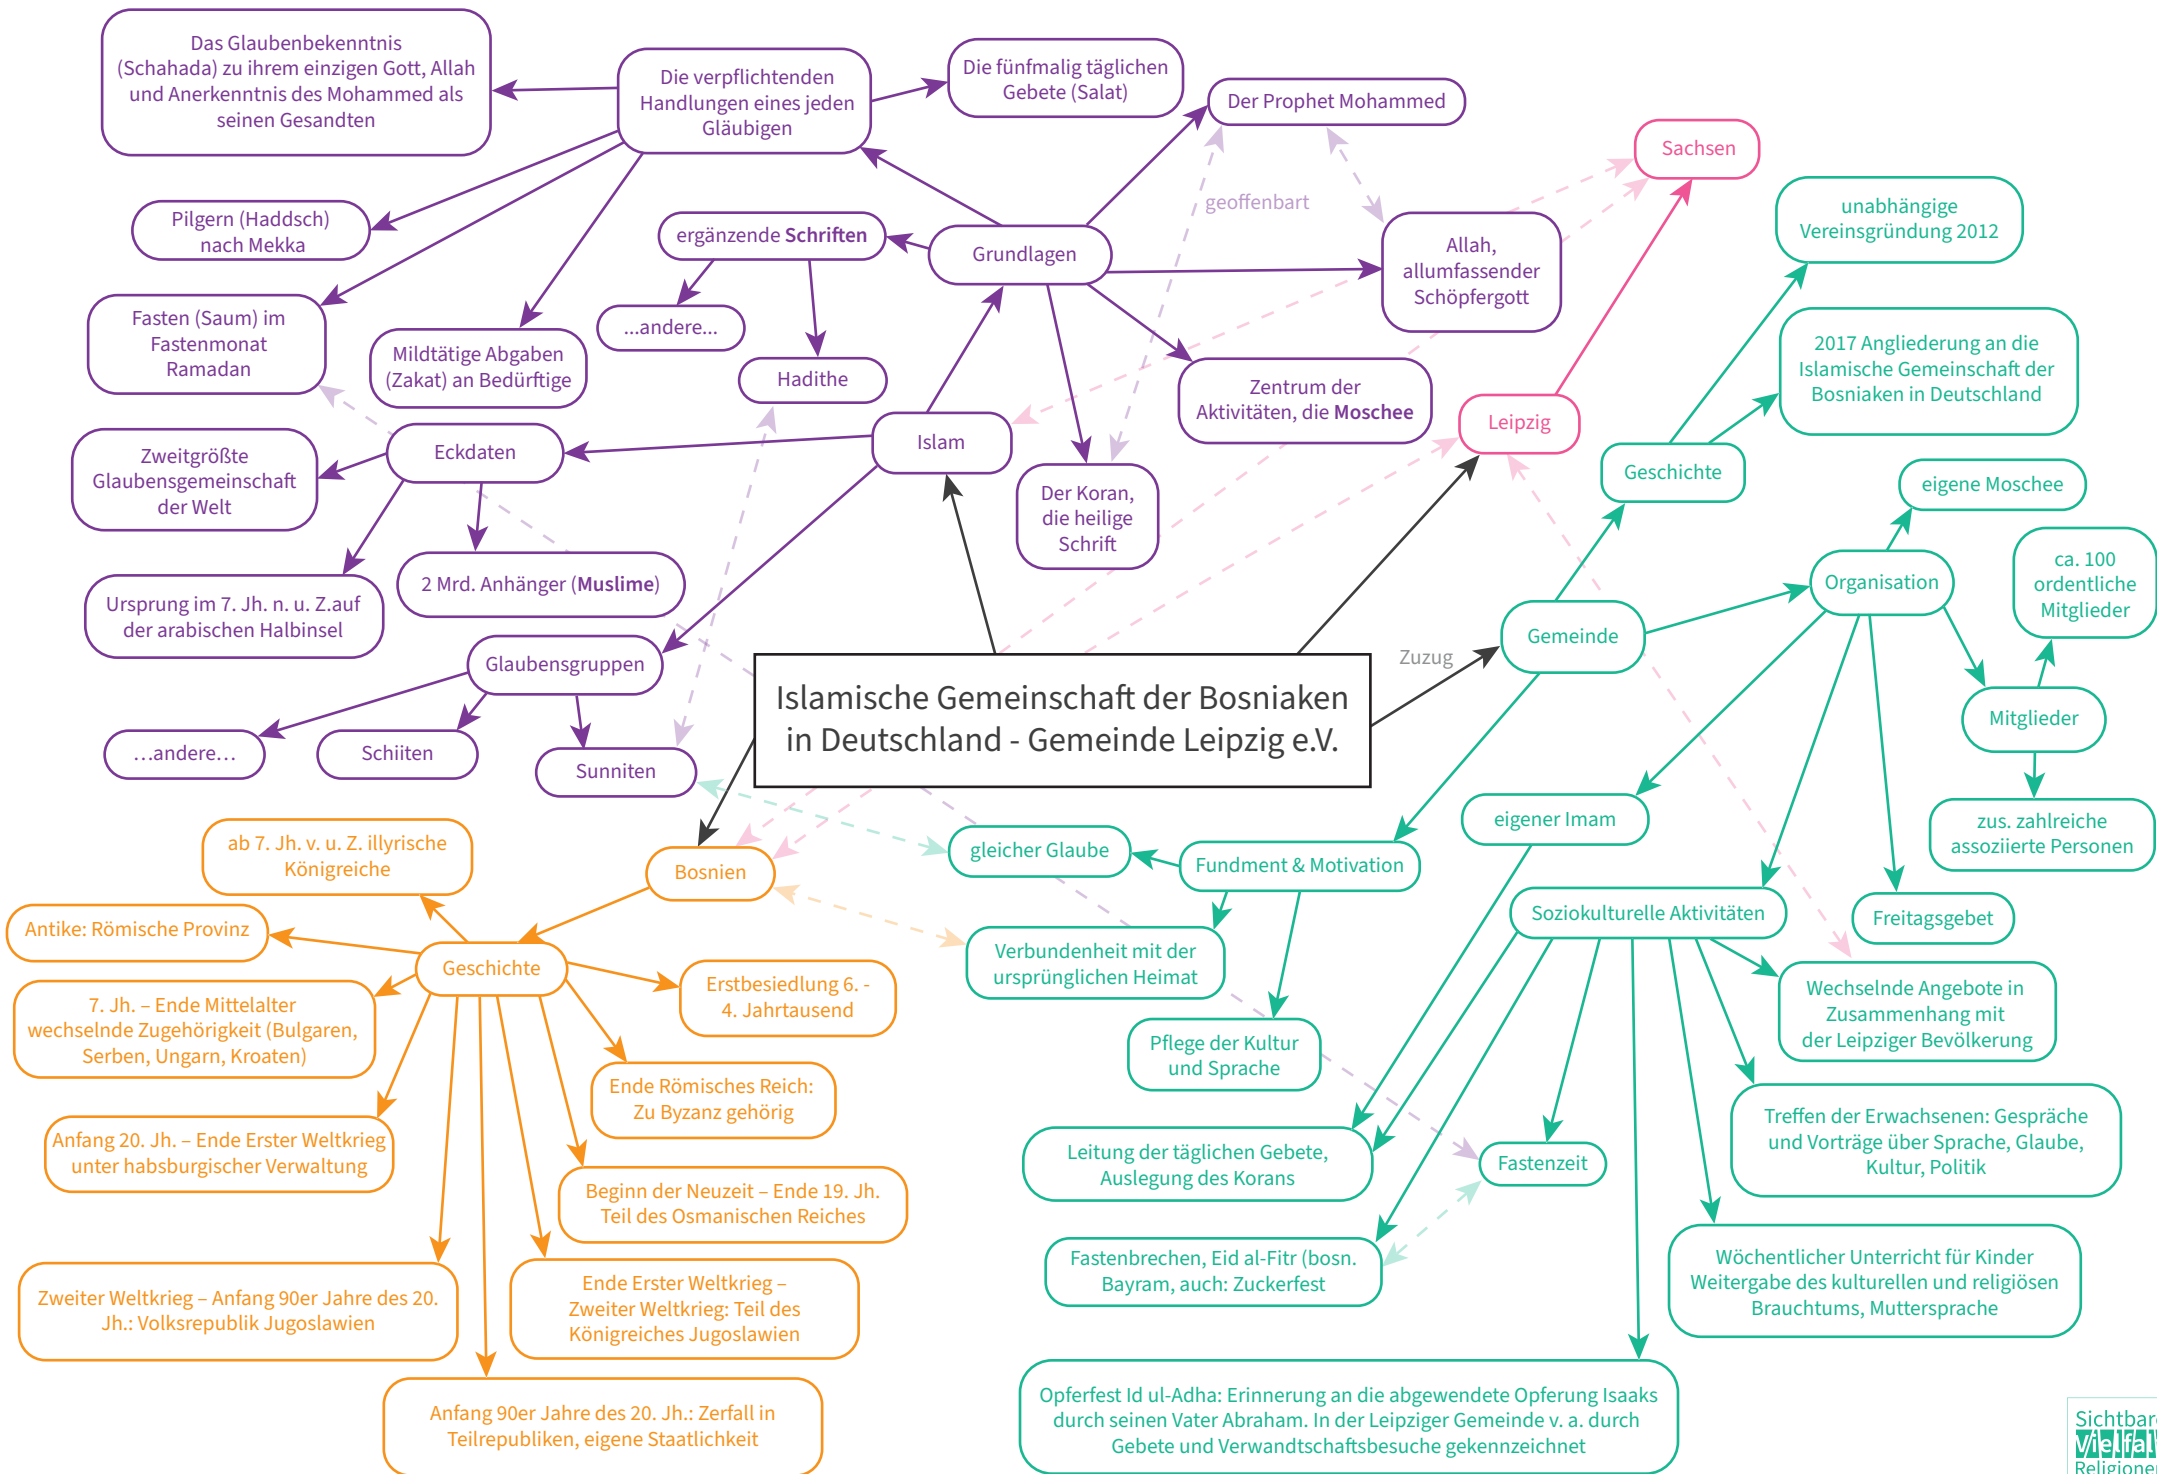 Das Glaubenbekenntnis
(Schahada) zu ihrem einzigen Gott, Allah
und Anerkenntnis des Mohammed als
seinen Gesandten
Die verpflichtenden
Handlungen eines jeden
Gläubigen
Die fünfmalig täglichen
Gebete (Salat)
Der Prophet Mohammed
Sachsen
Pilgern (Haddsch)
nach Mekka
ergänzende Schriften
Grundlagen
geoffenbart
Allah,
allumfassender
Schöpfergott
unabhängige
Vereinsgründung 2012
Fasten (Saum) im
Fastenmonat
Ramadan
Mildtätige Abgaben
(Zakat) an Bedürftige
...andere...
Hadithe
Zentrum der
Aktivitäten, die Moschee
2017 Angliederung an die
Islamische Gemeinschaft der
Bosniaken in Deutschland
Leipzig
Islam
Eckdaten
Zweitgrößte
Glaubensgemeinschaft
der Welt
Der Koran,
die heilige
Schrift
Geschichte
eigene Moschee
2 Mrd. Anhänger (Muslime)
Ursprung im 7. Jh. n. u. Z.auf
der arabischen Halbinsel
Organisation
ca. 100
ordentliche
Mitglieder
Gemeinde
Zuzug
Glaubensgruppen
Islamische Gemeinschaft der Bosniaken
in Deutschland - Gemeinde Leipzig e.V.
Mitglieder
…andere…
Schiiten
Sunniten
eigener Imam
zus. zahlreiche
assoziierte Personen
ab 7. Jh. v. u. Z. illyrische
Königreiche
Bosnien
gleicher Glaube
Fundment & Motivation
Soziokulturelle Aktivitäten
Freitagsgebet
Antike: Römische Provinz
Geschichte
Verbundenheit mit der
ursprünglichen Heimat
7. Jh. – Ende Mittelalter
wechselnde Zugehörigkeit (Bulgaren,
Serben, Ungarn, Kroaten)
Erstbesiedlung 6. -
4. Jahrtausend
Wechselnde Angebote in
Zusammenhang mit
der Leipziger Bevölkerung
Pflege der Kultur
und Sprache
Ende Römisches Reich:
Zu Byzanz gehörig
Anfang 20. Jh. – Ende Erster Weltkrieg
unter habsburgischer Verwaltung
Treffen der Erwachsenen: Gespräche
und Vorträge über Sprache, Glaube,
Kultur, Politik
Leitung der täglichen Gebete,
Auslegung des Korans
Fastenzeit
Beginn der Neuzeit – Ende 19. Jh.
Teil des Osmanischen Reiches
Fastenbrechen, Eid al-Fitr (bosn.
Bayram, auch: Zuckerfest
Wöchentlicher Unterricht für Kinder
Weitergabe des kulturellen und religiösen
Brauchtums, Muttersprache
Zweiter Weltkrieg – Anfang 90er Jahre des 20.
Jh.: Volksrepublik Jugoslawien
Ende Erster Weltkrieg –
Zweiter Weltkrieg: Teil des
Königreiches Jugoslawien
Anfang 90er Jahre des 20. Jh.: Zerfall in
Teilrepubliken, eigene Staatlichkeit
Opferfest Id ul-Adha: Erinnerung an die abgewendete Opferung Isaaks
durch seinen Vater Abraham. In der Leipziger Gemeinde v. a. durch
Gebete und Verwandtschaftsbesuche gekennzeichnet